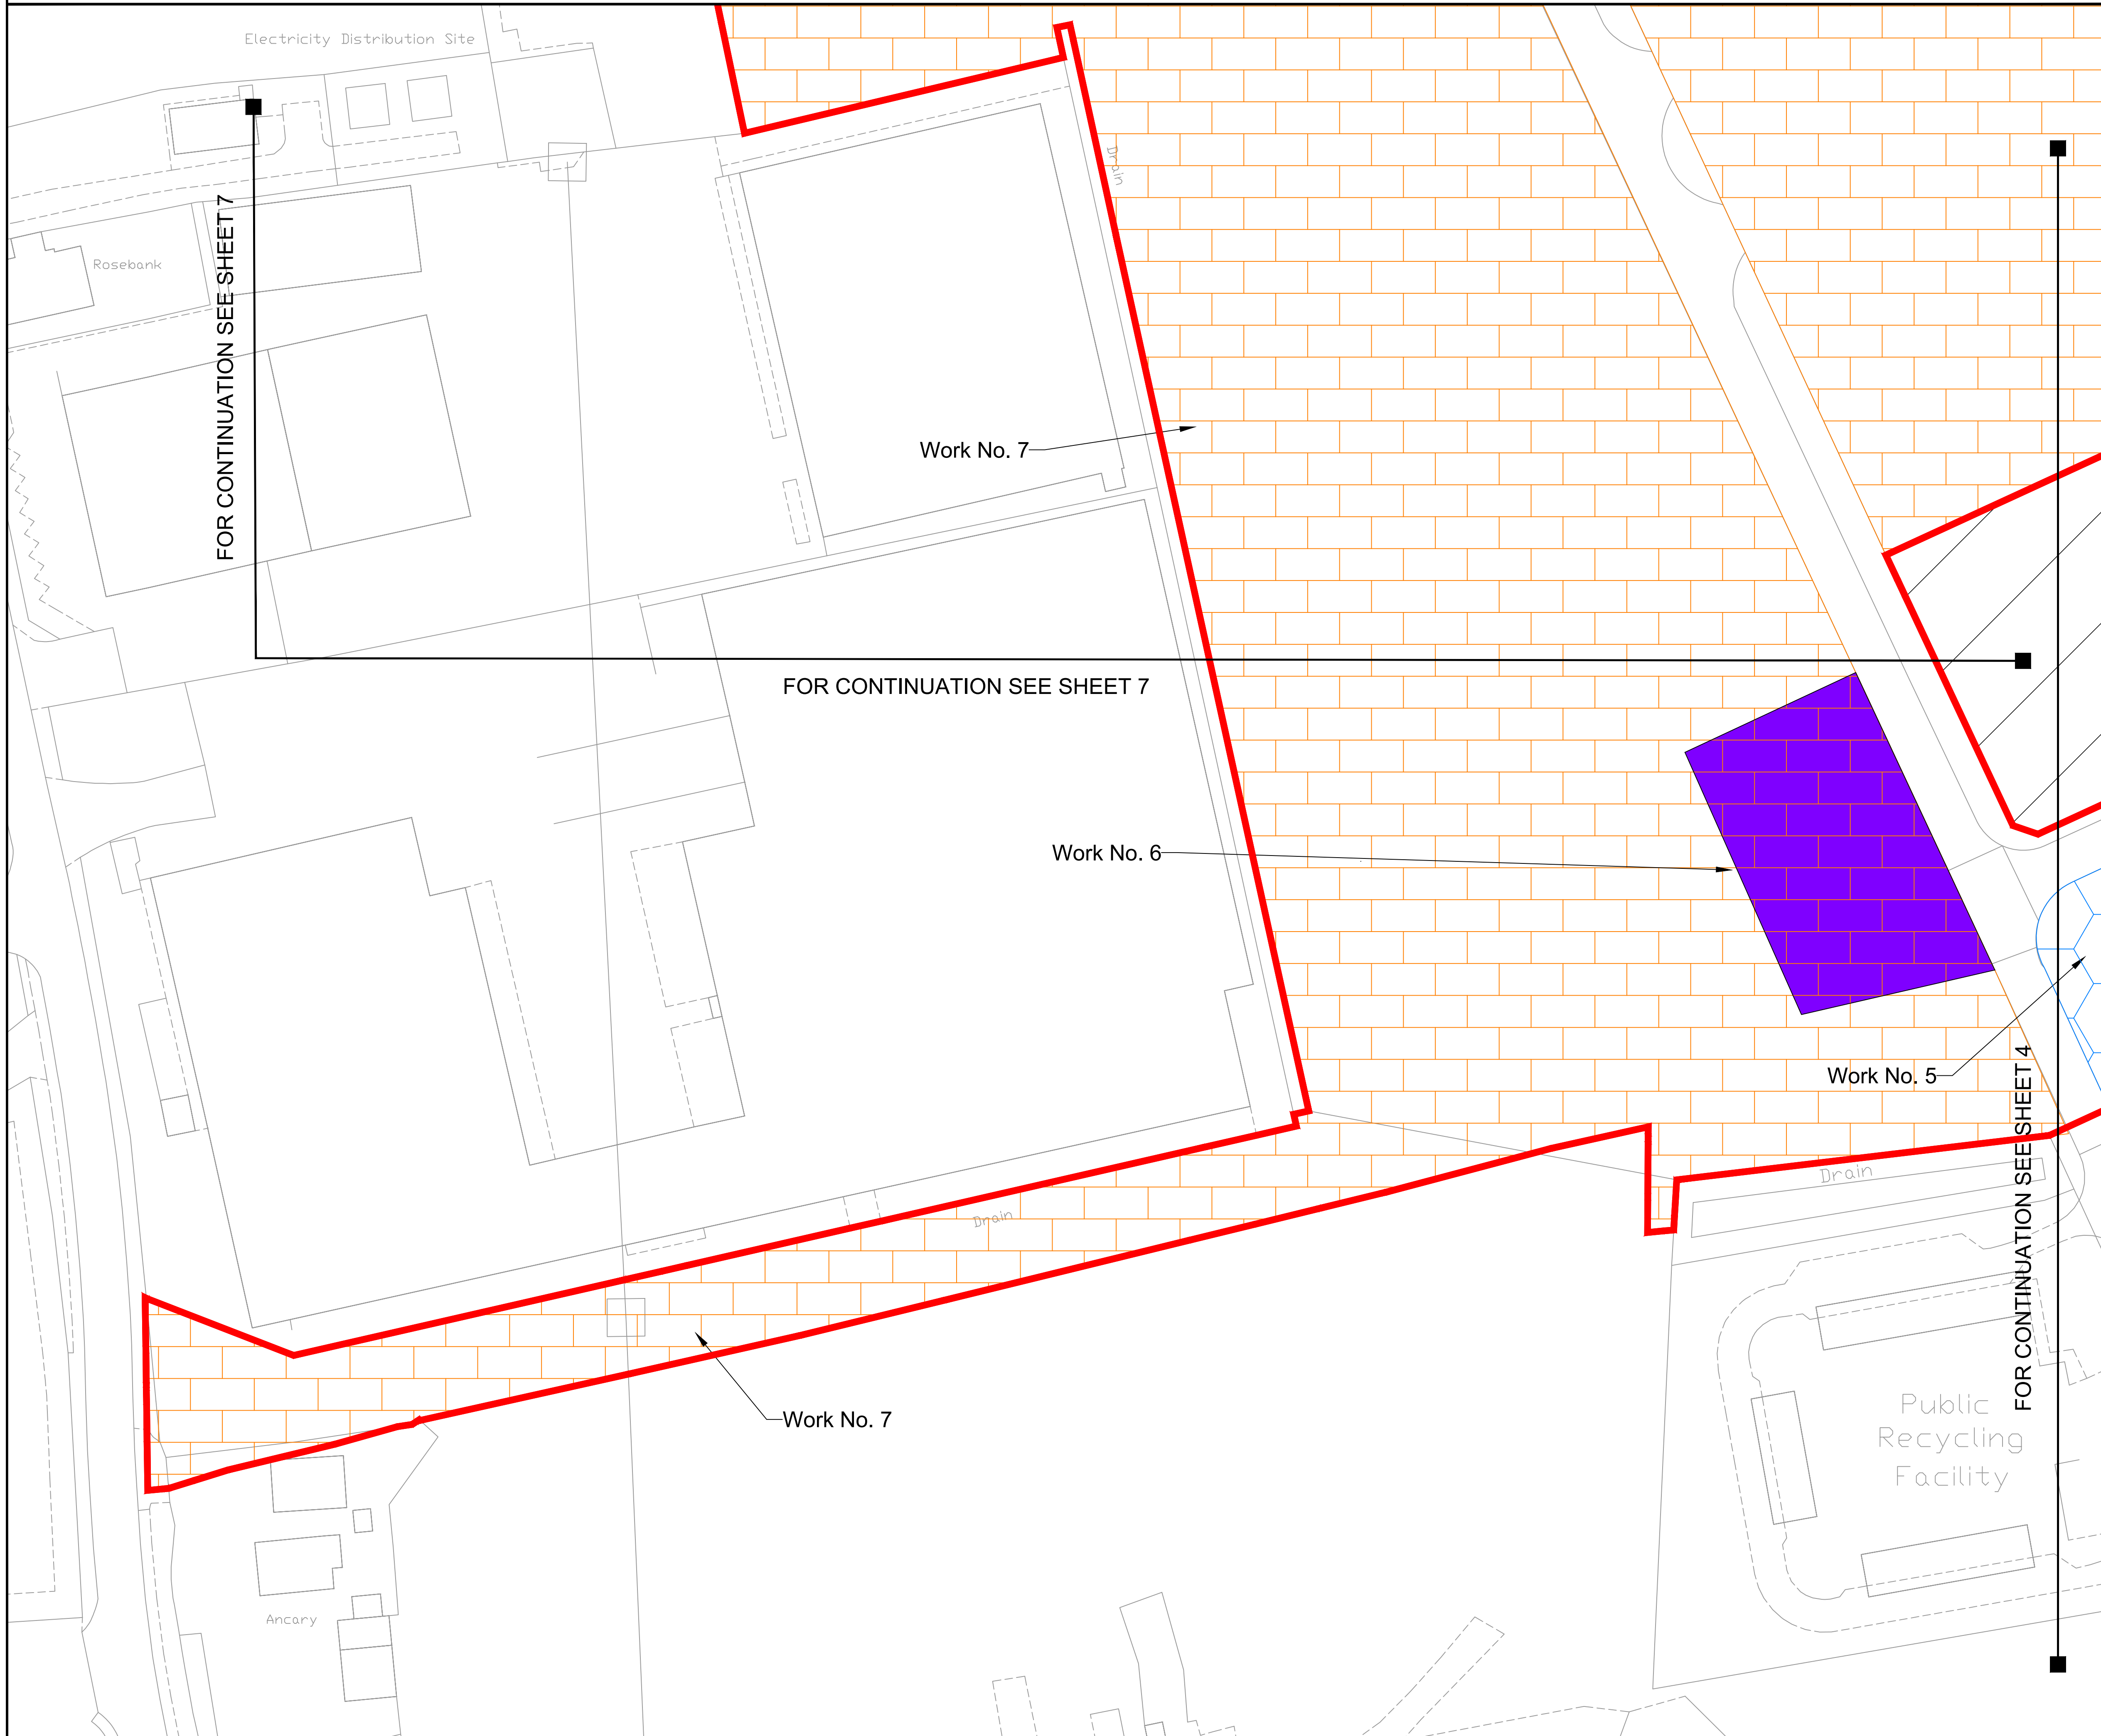 Electricity Distribution Site
Drain
FOR CONTINUATION SEE SHEET 7
Rosebank
Work No. 7
FOR CONTINUATION SEE SHEET 7
Work No. 6
Work No. 5
FOR CONTINUATION SEE SHEET 4
Drain
Drain
Work No. 7
Public
Recycling
Facility
Ancary